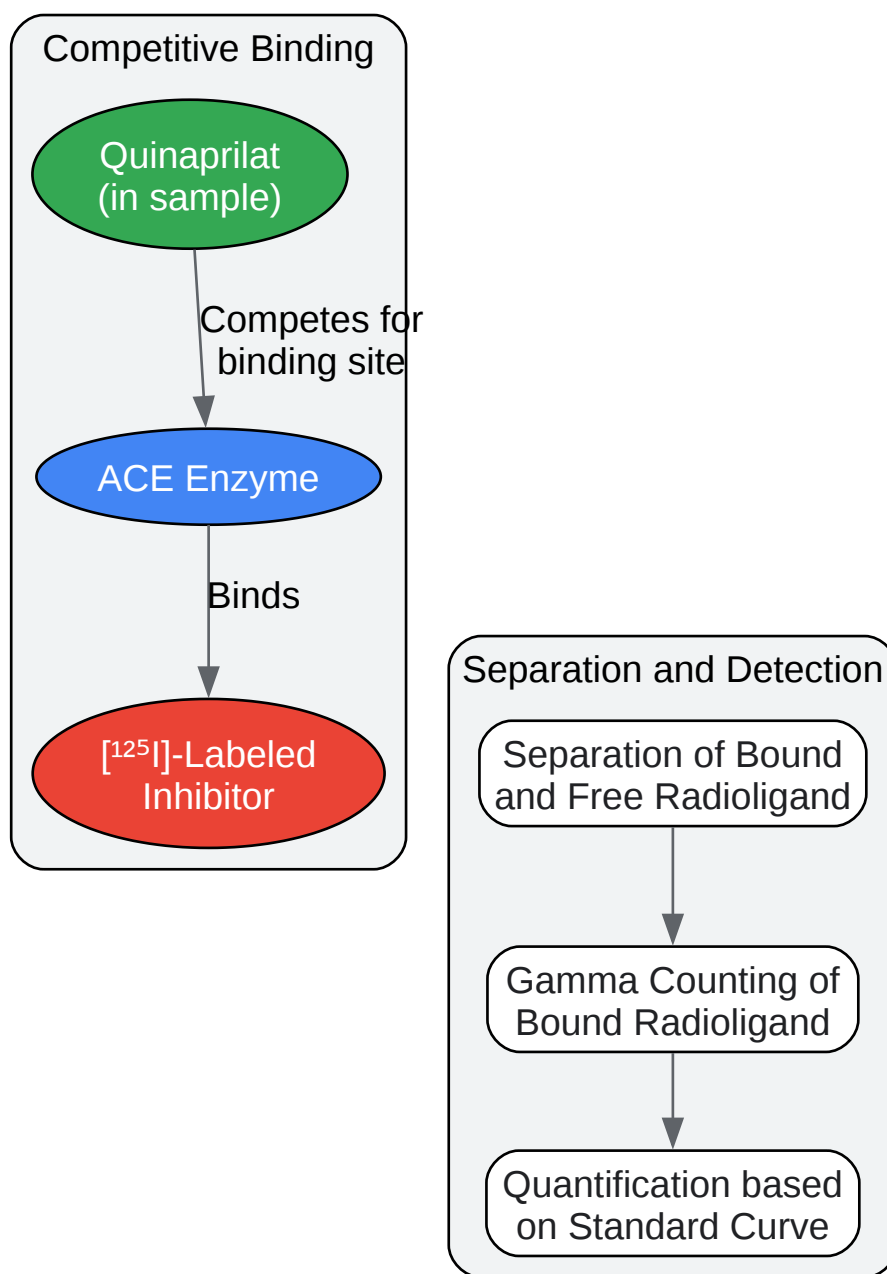 Competitive Binding
Quinaprilat
(in sample)
Competes for
binding site
ACE Enzyme
Binds
[¹²⁵I]-Labeled
Inhibitor
Separation and Detection
Separation of Bound
and Free Radioligand
Gamma Counting of
Bound Radioligand
Quantification based
on Standard Curve